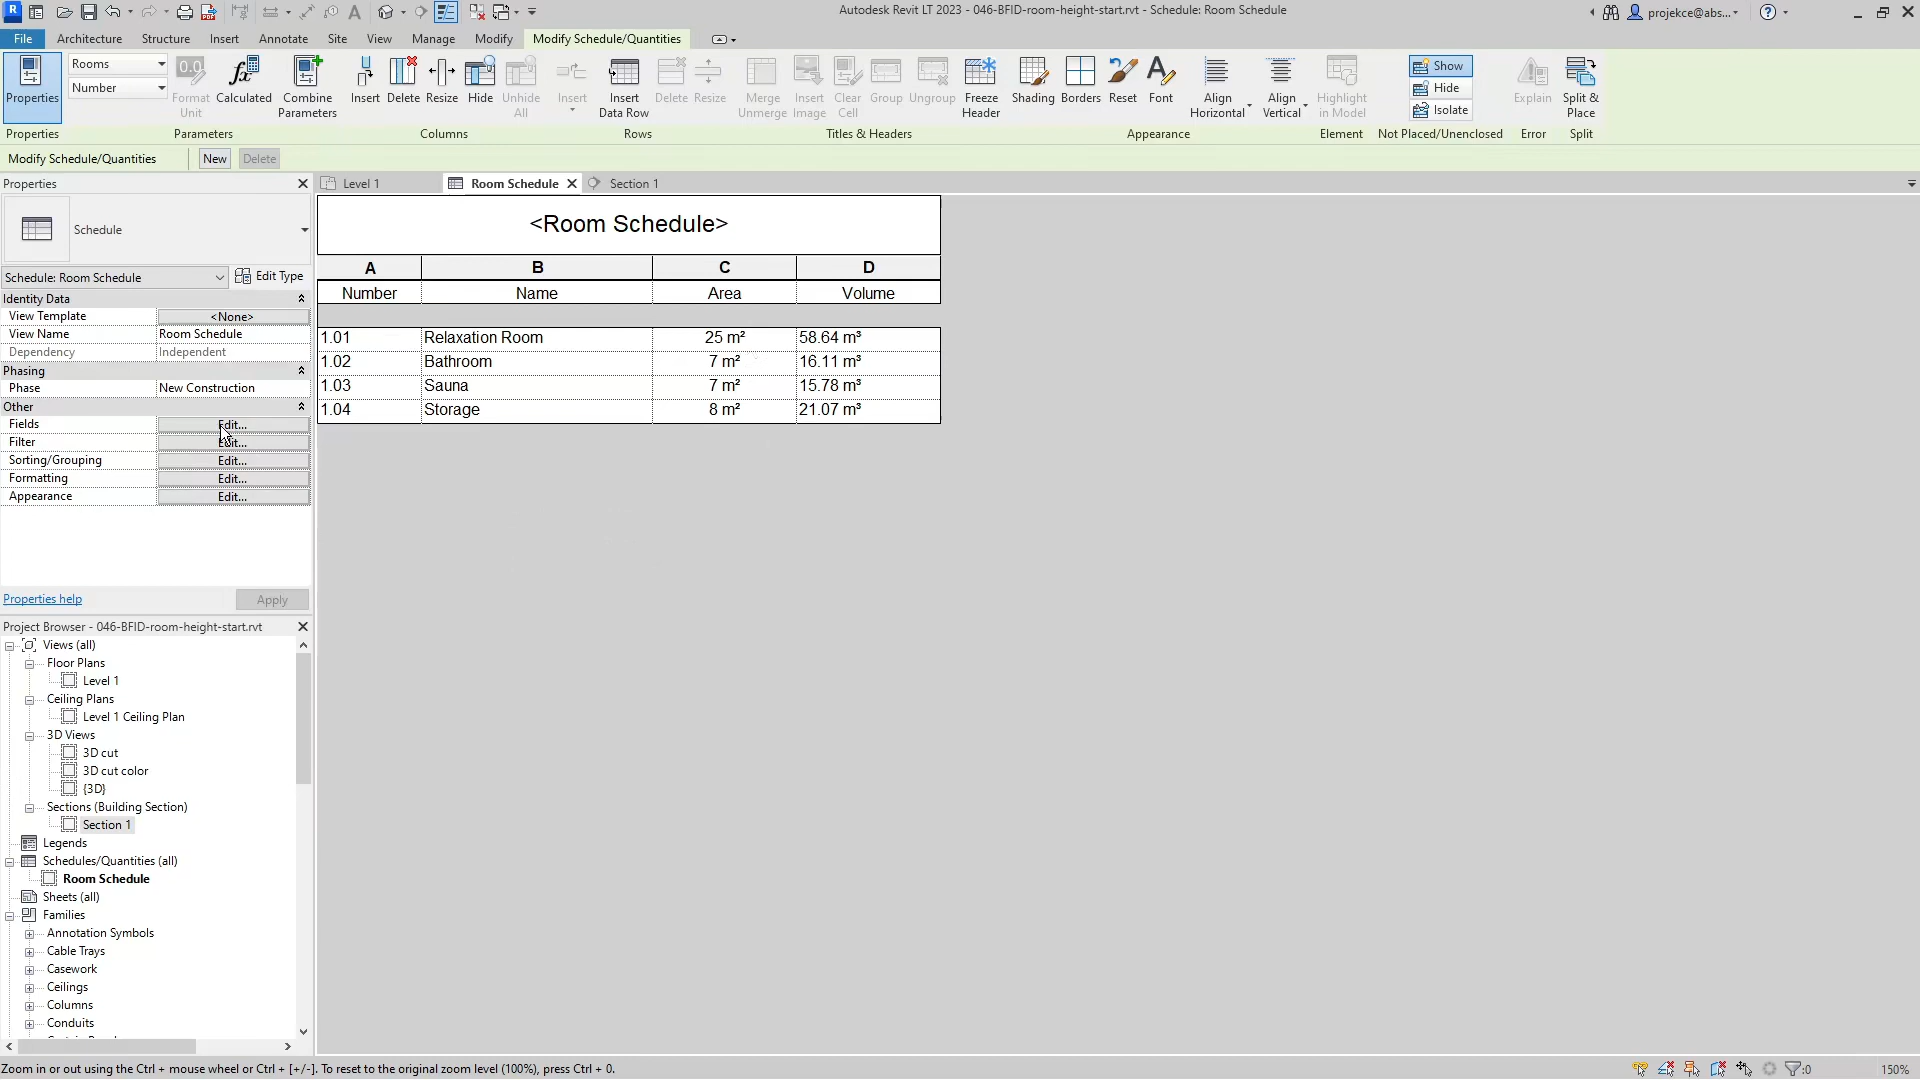 Autodesk Revit LT 2023 - 046-BFID-room-height-start.rvt - Schedule: Room Schedule
projekce@abs...
File Architecture Structure Insert Annotate Site View Manage Modify Modify Schedule/Quantities
Properties
Rooms
Number
Format Unit
Calculated
Combine Parameters
Insert
Delete
Resize
Hide
Unhide All
Insert
Insert Data Row
Delete
Resize
Merge Unmerge
Insert Image
Clear Cell
Group
Ungroup
Freeze Header
Shading
Borders
Reset
Font
Align Horizontal
Align Vertical
Highlight in Model
Show
Hide
Isolate
Explain
Split & Place
Properties Parameters Columns Rows Titles & Headers Appearance Element Not Placed/Unenclosed Error Split
Modify Schedule/Quantities New Delete
Properties
Schedule
Schedule: Room Schedule Edit Type
Identity Data
View Template <None>
View Name Room Schedule
Dependency Independent
Phasing
Phase New Construction
Other
Fields Edit...
Filter Edit...
Sorting/Grouping Edit...
Formatting Edit...
Appearance Edit...
Properties help Apply
Project Browser - 046-BFID-room-height-start.rvt
Views (all)
Floor Plans
Level 1
Ceiling Plans
Level 1 Ceiling Plan
3D Views
3D cut
3D cut color
{3D}
Sections (Building Section)
Section 1
Legends
Schedules/Quantities (all)
Room Schedule
Sheets (all)
Families
Annotation Symbols
Cable Trays
Casework
Ceilings
Columns
Conduits
Level 1 Room Schedule Section 1
<Room Schedule>
A B C D
Number Name Area Volume
1.01 Relaxation Room 25 m² 58.64 m³
1.02 Bathroom 7 m² 16.11 m³
1.03 Sauna 7 m² 15.78 m³
1.04 Storage 8 m² 21.07 m³
Zoom in or out using the Ctrl + mouse wheel or Ctrl + [+/-]. To reset to the original zoom level (100%), press Ctrl + 0.
:0 150%